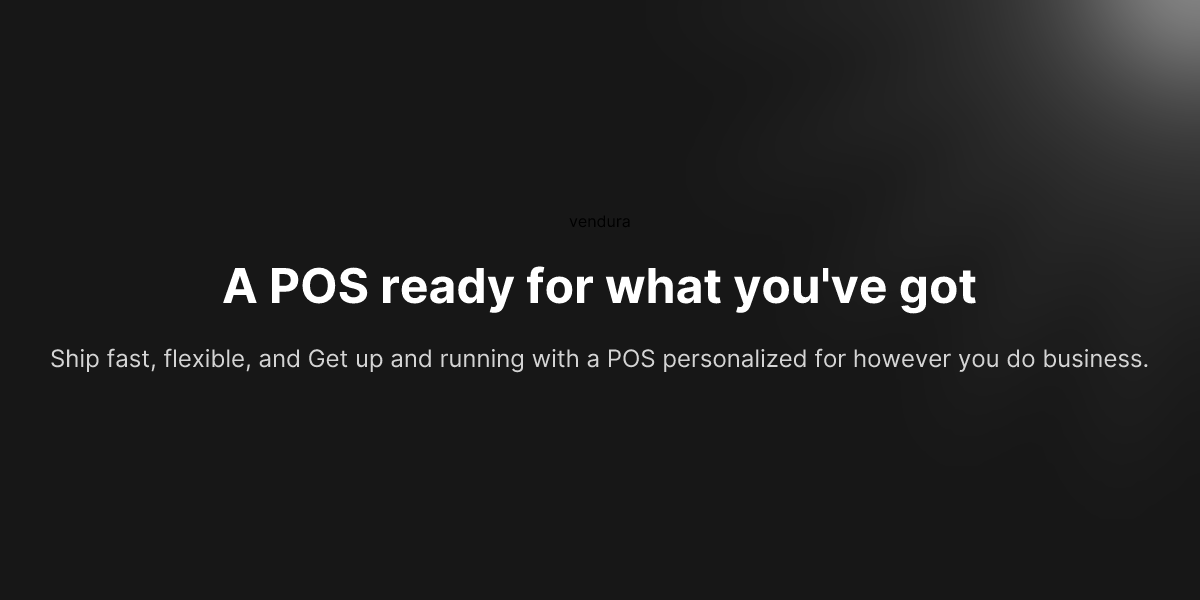 vendura
A POS ready for what you've got
Ship fast, flexible, and Get up and running with a POS personalized for however you do business.